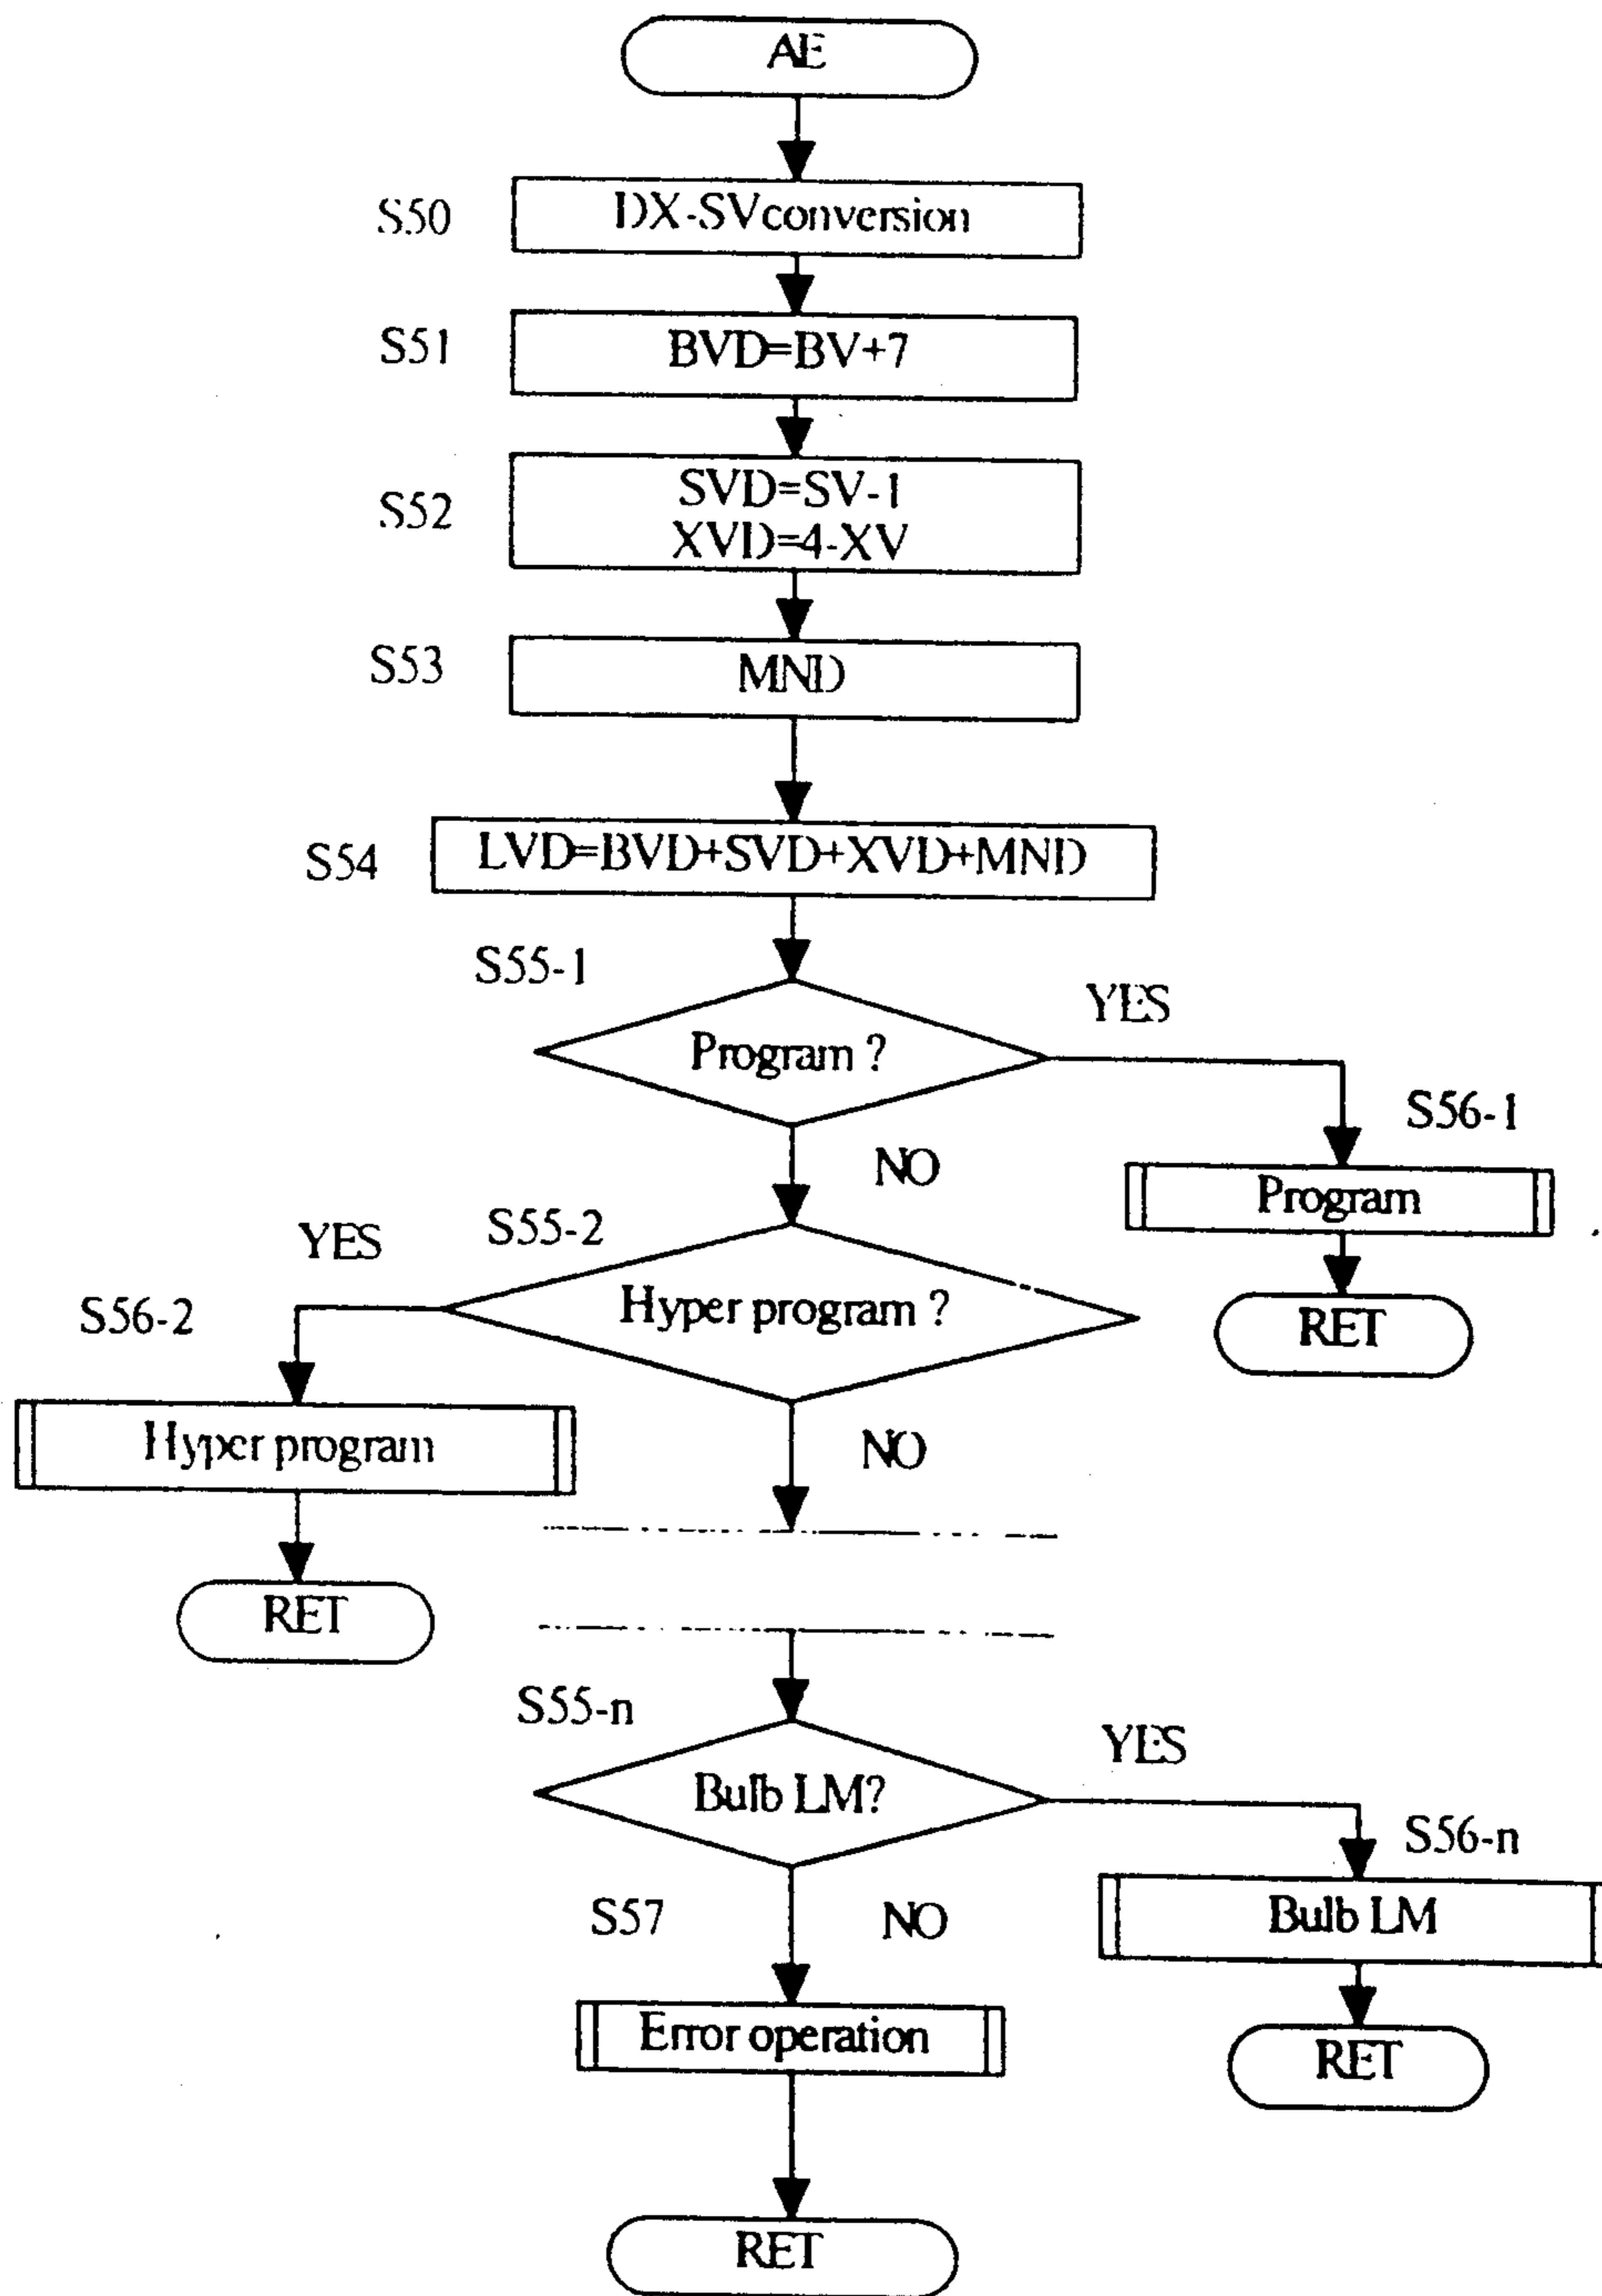 AE
S50
DX-SV conversion
S51
BVD=BV+7
S52
SVD=SV-1
XVD=4-XV
S53
MND
S54
LVD=BVD+SVD+XVD+MND
S55-1
YES
Program ?
S56-1
NO
Program
S55-2
YES
Hyper program ?
S56-2
RET
Hyper program
NO
RET
S55-n
YES
Bulb LM?
S56-n
S57
NO
Bulb LM
Error operation
RET
RET